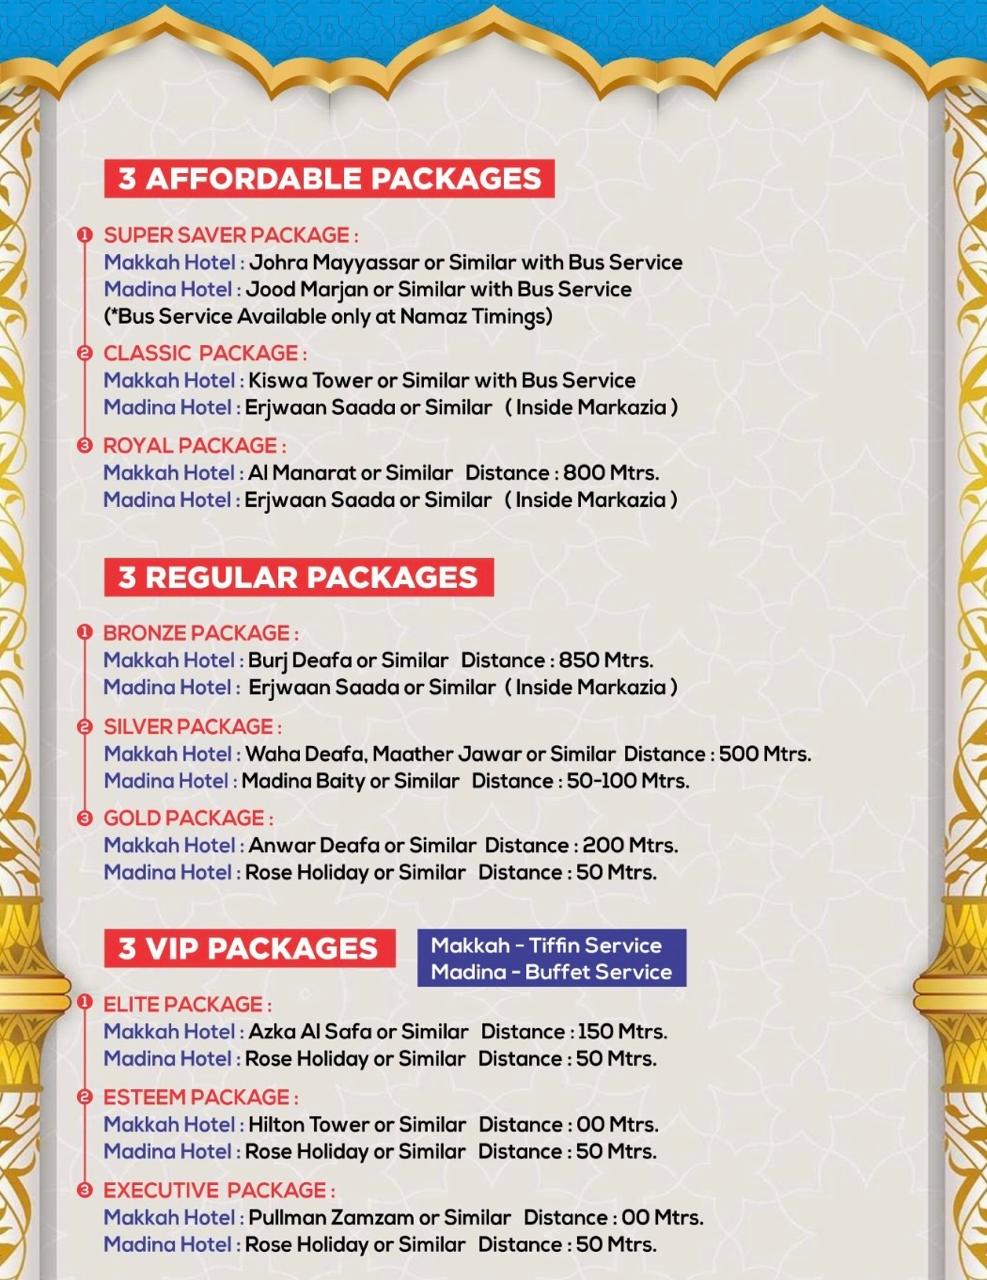 3 AFFORDABLE PACKAGES
1 SUPER SAVER PACKAGE :
Makkah Hotel : Johra Mayyassar or Similar with Bus Service
Madina Hotel : Jood Marjan or Similar with Bus Service
(*Bus Service Available only at Namaz Timings)
2 CLASSIC PACKAGE :
Makkah Hotel : Kiswa Tower or Similar with Bus Service
Madina Hotel : Erjwaan Saada or Similar ( Inside Markazia )
3 ROYAL PACKAGE :
Makkah Hotel : Al Manarat or Similar Distance : 800 Mtrs.
Madina Hotel : Erjwaan Saada or Similar ( Inside Markazia )
3 REGULAR PACKAGES
1 BRONZE PACKAGE :
Makkah Hotel : Burj Deafa or Similar Distance : 850 Mtrs.
Madina Hotel : Erjwaan Saada or Similar ( Inside Markazia )
2 SILVER PACKAGE :
Makkah Hotel : Waha Deafa, Maather Jawar or Similar Distance : 500 Mtrs.
Madina Hotel : Madina Baity or Similar Distance : 50-100 Mtrs.
3 GOLD PACKAGE :
Makkah Hotel : Anwar Deafa or Similar Distance : 200 Mtrs.
Madina Hotel : Rose Holiday or Similar Distance : 50 Mtrs.
3 VIP PACKAGES
Makkah - Tiffin Service
Madina - Buffet Service
1 ELITE PACKAGE :
Makkah Hotel : Azka Al Safa or Similar Distance : 150 Mtrs.
Madina Hotel : Rose Holiday or Similar Distance : 50 Mtrs.
2 ESTEEM PACKAGE :
Makkah Hotel : Hilton Tower or Similar Distance : 00 Mtrs.
Madina Hotel : Rose Holiday or Similar Distance : 50 Mtrs.
3 EXECUTIVE PACKAGE :
Makkah Hotel : Pullman Zamzam or Similar Distance : 00 Mtrs.
Madina Hotel : Rose Holiday or Similar Distance : 50 Mtrs.